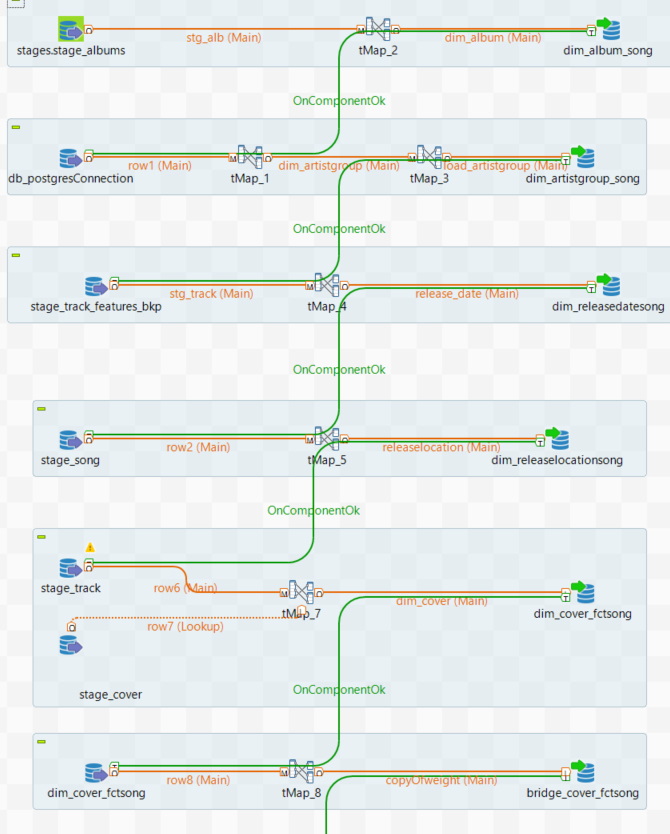 stg_alb (Main)
dim_album (Main)
stages.stage_albums
tMap_2
dim_album_song
OnComponentOk
row1 (Main)
dim_artistgroup (Main)
load_artistgroup (Main)
db_postgresConnection
tMap_1
tMap_3
dim_artistgroup_song
OnComponentOk
stg_track (Main)
release_date (Main)
stage_track_features_bkp
tMap_4
dim_releasedatesong
OnComponentOk
row2 (Main)
releaselocation (Main)
stage_song
tMap_5
dim_releaselocationsong
OnComponentOk
stage_track
row6 (Main)
dim_cover (Main)
tMap_7
dim_cover_fctsong
row7 (Lookup)
stage_cover
OnComponentOk
row8 (Main)
copyOfweight (Main)
dim_cover_fctsong
tMap_8
bridge_cover_fctsong